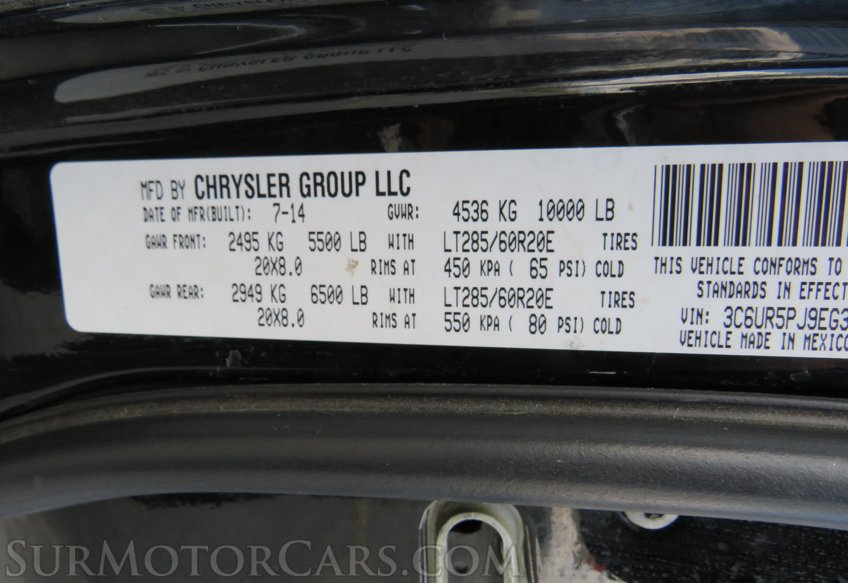 MFD BY CHRYSLER GROUP LLC
DATE OF MFR(BUILT): 7-14 GVWR: 4536 KG 10000 LB
GAWR FRONT: 2495 KG 5500 LB WITH LT285/60R20E TIRES
20X8.0 RIMS AT 450 KPA ( 65 PSI) COLD
GAWR REAR: 2949 KG 6500 LB WITH LT285/60R20E TIRES
20X8.0 RIMS AT 550 KPA ( 80 PSI) COLD
THIS VEHICLE CONFORMS TO
STANDARDS IN EFFECT
VIN: 3C6UR5PJ9EG3
VEHICLE MADE IN MEXICO
SURMOTORCARS.COM